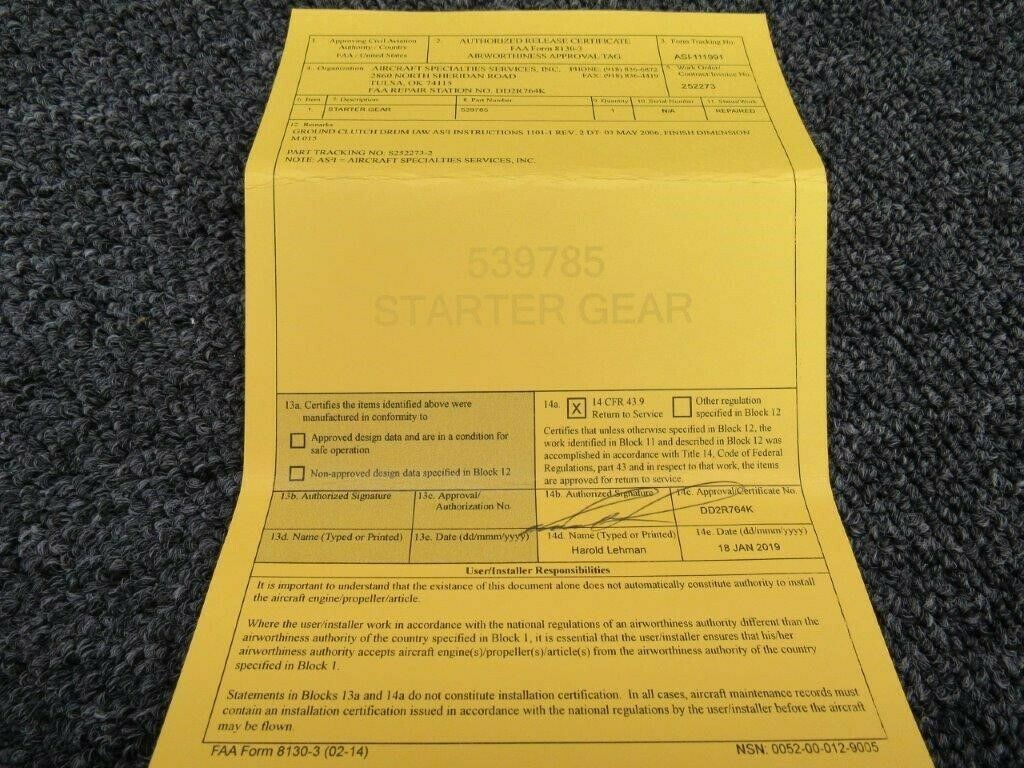 1. Approving Civil Aviation
Authority / Country
FAA / United States
2. AUTHORIZED RELEASE CERTIFICATE
FAA Form 8130-3
AIRWORTHINESS APPROVAL TAG
3. Form Tracking No.
ASI-111991
4. Organization AIRCRAFT SPECIALTIES SERVICES, INC. PHONE: (918) 836-6872
2860 NORTH SHERIDAN ROAD FAX: (918) 836-4419
TULSA, OK 74115
FAA REPAIR STATION NO. DD2R764K
5. Work Order/
Contract/Invoice No.
252273
6. Item 7. Description 8. Part Number 9. Quantity 10. Serial Number 11. Status/Work
1. STARTER GEAR 539785 1 N/A REPAIRED
12. Remarks
GROUND CLUTCH DRUM IAW AS²I INSTRUCTIONS 1101-1 REV. 2 DT: 03 MAY 2006, FINISH DIMENSION
M.015
PART TRACKING NO: S252273-2
NOTE: AS²I = AIRCRAFT SPECIALTIES SERVICES, INC.
539785
STARTER GEAR
13a. Certifies the items identified above were
manufactured in conformity to
Approved design data and are in a condition for
safe operation
Non-approved design data specified in Block 12
14a. X 14 CFR 43.9
Return to Service
Other regulation
specified in Block 12
Certifies that unless otherwise specified in Block 12, the
work identified in Block 11 and described in Block 12 was
accomplished in accordance with Title 14, Code of Federal
Regulations, part 43 and in respect to that work, the items
are approved for return to service.
13b. Authorized Signature
13c. Approval/
Authorization No.
14b. Authorized Signature
14c. Approval/Certificate No.
DD2R764K
13d. Name (Typed or Printed)
13e. Date (dd/mmm/yyyy)
14d. Name (Typed or Printed)
Harold Lehman
14e. Date (dd/mmm/yyyy)
18 JAN 2019
User/Installer Responsibilities
It is important to understand that the existance of this document alone does not automatically constitute authority to install
the aircraft engine/propeller/article.
Where the user/installer work in accordance with the national regulations of an airworthiness authority different than the
airworthiness authority of the country specified in Block 1, it is essential that the user/installer ensures that his/her
airworthiness authority accepts aircraft engine(s)/propeller(s)/article(s) from the airworthiness authority of the country
specified in Block 1.
Statements in Blocks 13a and 14a do not constitute installation certification. In all cases, aircraft maintenance records must
contain an installation certification issued in accordance with the national regulations by the user/installer before the aircraft
may be flown.
FAA Form 8130-3 (02-14)
NSN: 0052-00-012-9005